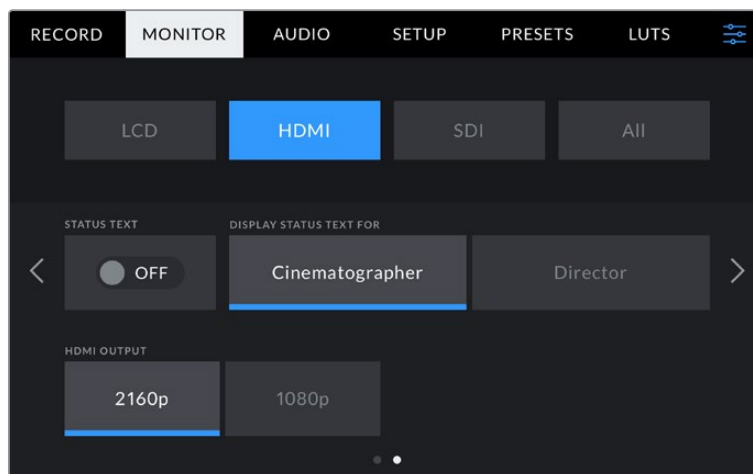 RECORD MONITOR AUDIO SETUP PRESETS LUTS
LCD HDMI SDI All
STATUS TEXT DISPLAY STATUS TEXT FOR
OFF Cinematographer Director
HDMI OUTPUT
2160p 1080p